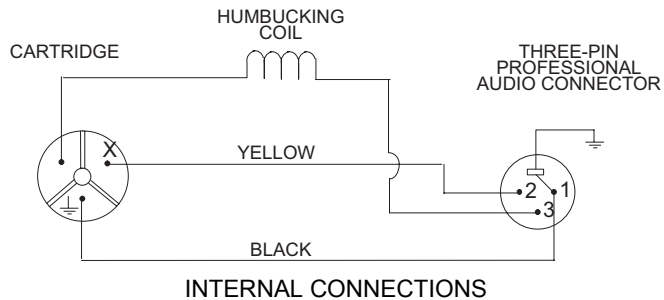 HUMBUCKING
COIL
CARTRIDGE
THREE-PIN
PROFESSIONAL
AUDIO CONNECTOR
X
YELLOW
2
1
3
BLACK
INTERNAL CONNECTIONS